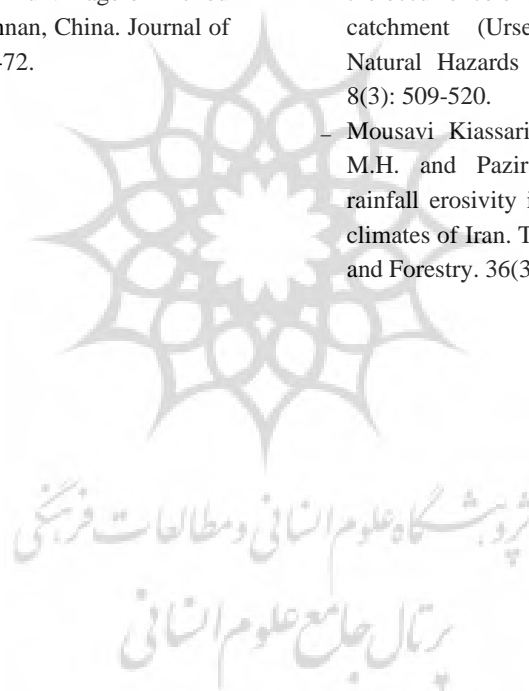 nnan, China. Journal of
-72.
catchment (Urse
Natural Hazards
8(3): 509-520.
– Mousavi Kiassari
M.H. and Pazir
rainfall erosivity i
climates of Iran. T
and Forestry. 36(3
پژوهشگاه علوم انسانی و مطالعات فرهنگی
پرتال جامع علوم انسانی